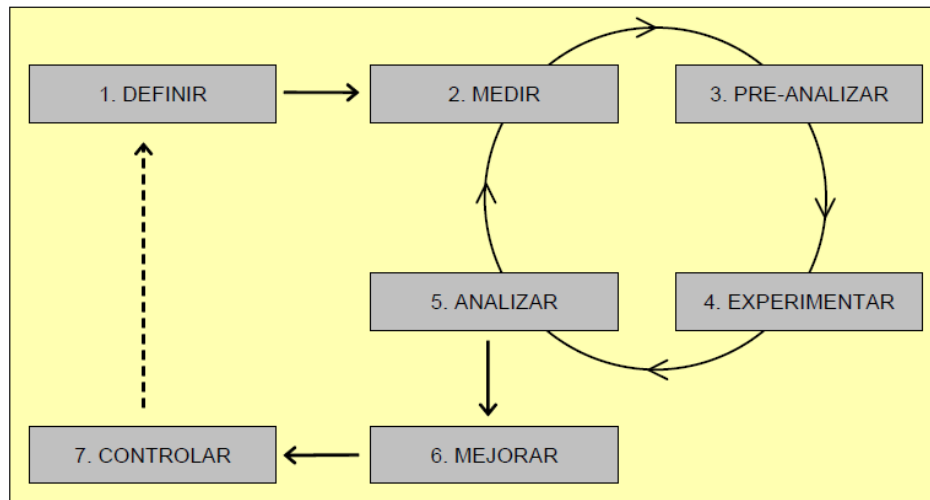 1. DEFINIR
2. MEDIR
3. PRE-ANALIZAR
4. EXPERIMENTAR
5. ANALIZAR
6. MEJORAR
7. CONTROLAR